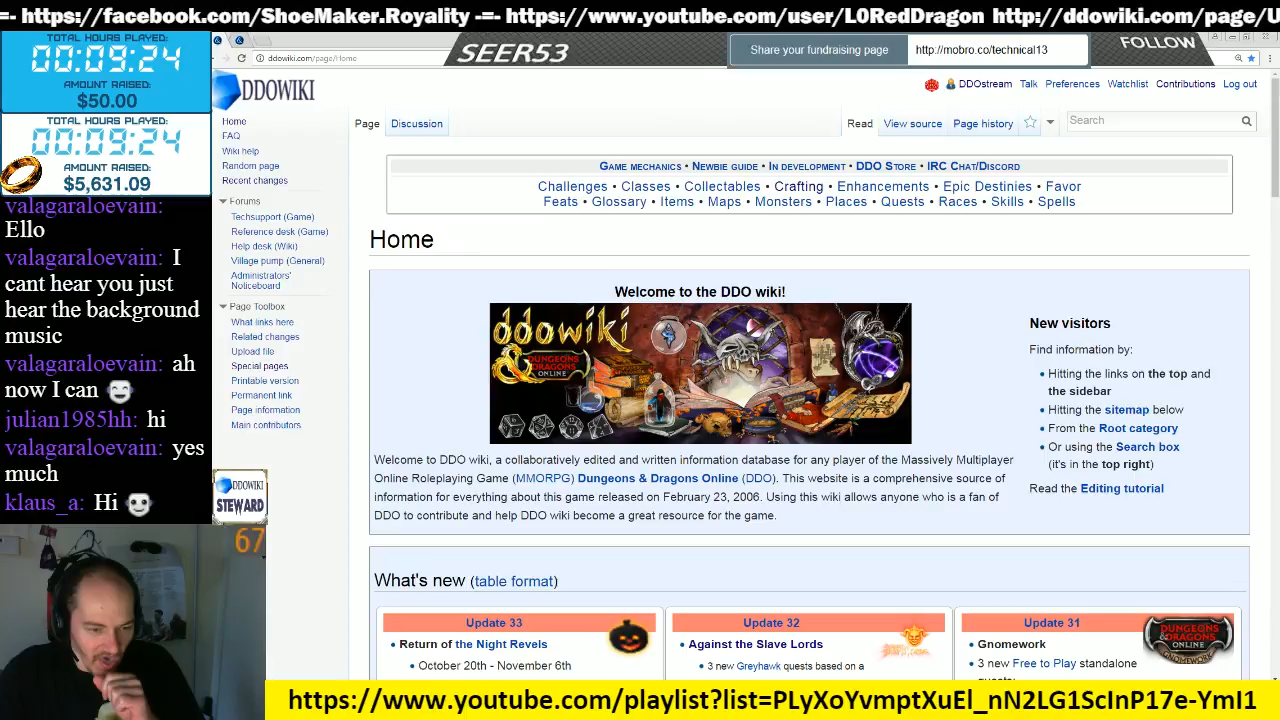 =- https://facebook.com/ShoeMaker.Royality -=- https://www.youtube.com/user/L0RedDragon http://ddowiki.com/page/U
TOTAL HOURS PLAYED:
00:09:24
AMOUNT RAISED:
$50.00
TOTAL HOURS PLAYED:
00:09:24
AMOUNT RAISED:
$5,631.09
valagaraloevain:
Ello
valagaraloevain: I
cant hear you just
hear the background
music
valagaraloevain: ah
now I can
julian1985hh: hi
valagaraloevain: yes
much
klaus_a: Hi
67
ddowiki.com/page/Home
SEER53
Share your fundraising page
http://mobro.co/technical13
FOLLOW
DDOWIKI
DDOstream Talk Preferences Watchlist Contributions Log out
Home
FAQ
Wiki help
Random page
Recent changes
Forums
Techsupport (Game)
Reference desk (Game)
Help desk (Wiki)
Village pump (General)
Administrators'
Noticeboard
Page Toolbox
What links here
Related changes
Upload file
Special pages
Printable version
Permanent link
Page information
Main contributors
DDOWIKI
STEWARD
Page Discussion
Read View source Page history
Search
Game mechanics • Newbie guide • In development • DDO Store • IRC Chat/Discord
Challenges • Classes • Collectables • Crafting • Enhancements • Epic Destinies • Favor
Feats • Glossary • Items • Maps • Monsters • Places • Quests • Races • Skills • Spells
Home
Welcome to the DDO wiki!
ddowiki
DUNGEONS & DRAGONS
ONLINE
Welcome to DDO wiki, a collaboratively edited and written information database for any player of the Massively Multiplayer
Online Roleplaying Game (MMORPG) Dungeons & Dragons Online (DDO). This website is a comprehensive source of
information for everything about this game released on February 23, 2006. Using this wiki allows anyone who is a fan of
DDO to contribute and help DDO wiki become a great resource for the game.
New visitors
Find information by:
• Hitting the links on the top and
the sidebar
• Hitting the sitemap below
• From the Root category
• Or using the Search box
(it's in the top right)
Read the Editing tutorial
What's new (table format)
Update 33
• Return of the Night Revels
• October 20th - November 6th
Update 32
• Against the Slave Lords
• 3 new Greyhawk quests based on a
Update 31
• Gnomework
• 3 new Free to Play standalone
DUNGEONS & DRAGONS
GNOMEWORK
https://www.youtube.com/playlist?list=PLyXoYvmptXuEl_nN2LG1ScInP17e-YmI1